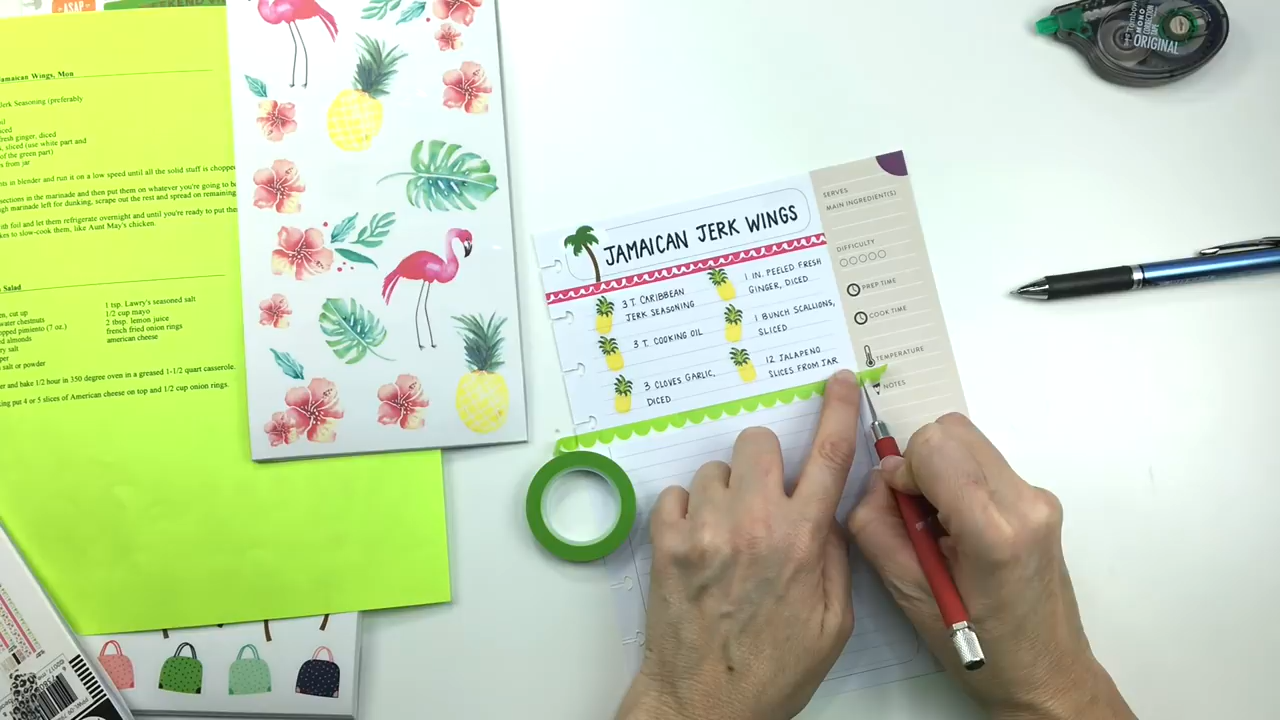 ASAP
Jamaican Wings, Mon
Jerk Seasoning (preferably
fresh ginger, diced
, sliced (use white part and
of the green part)
s from jar
in blender and run it on a low speed until all the solid stuff is chopped
sections in the marinade and then put them on whatever you're going to
marinade left for dunking, scrape out the rest and spread on remaining
with foil and let them refrigerate overnight and until you're ready to put
to slow-cook them, like Aunt May's chicken.
Salad
, cut up
water chestnuts
pimiento (7 oz.)
almonds
salt
salt or powder
1 tsp. Lawry's seasoned salt
1/2 cup mayo
2 tbsp. lemon juice
french fried onion rings
american cheese
and bake 1/2 hour in 350 degree oven in a greased 1-1/2 quart casserole.
put 4 or 5 slices of American cheese on top and 1/2 cup onion rings.
JAMAICAN JERK WINGS
3 T. CARIBBEAN
JERK SEASONING
3 T. COOKING OIL
3 CLOVES GARLIC,
DICED
1 IN. PEELED FRESH
GINGER, DICED
1 BUNCH SCALLIONS,
SLICED
12 JALAPENO
SLICES FROM JAR
SERVES
MAIN INGREDIENT(S)
DIFFICULTY
PREP TIME
COOK TIME
TEMPERATURE
NOTES
Tombow
MONO
CORRECTION
TAPE
ORIGINAL